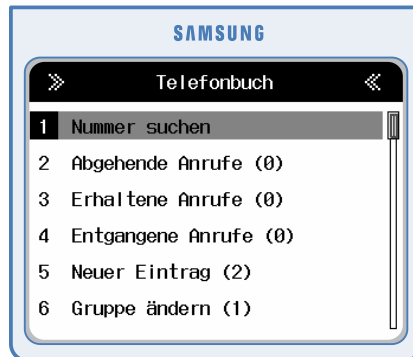 SAMSUNG
Telefonbuch
1 Nummer suchen
2 Abgehende Anrufe (0)
3 Erhaltene Anrufe (0)
4 Entgangene Anrufe (0)
5 Neuer Eintrag (2)
6 Gruppe ändern (1)